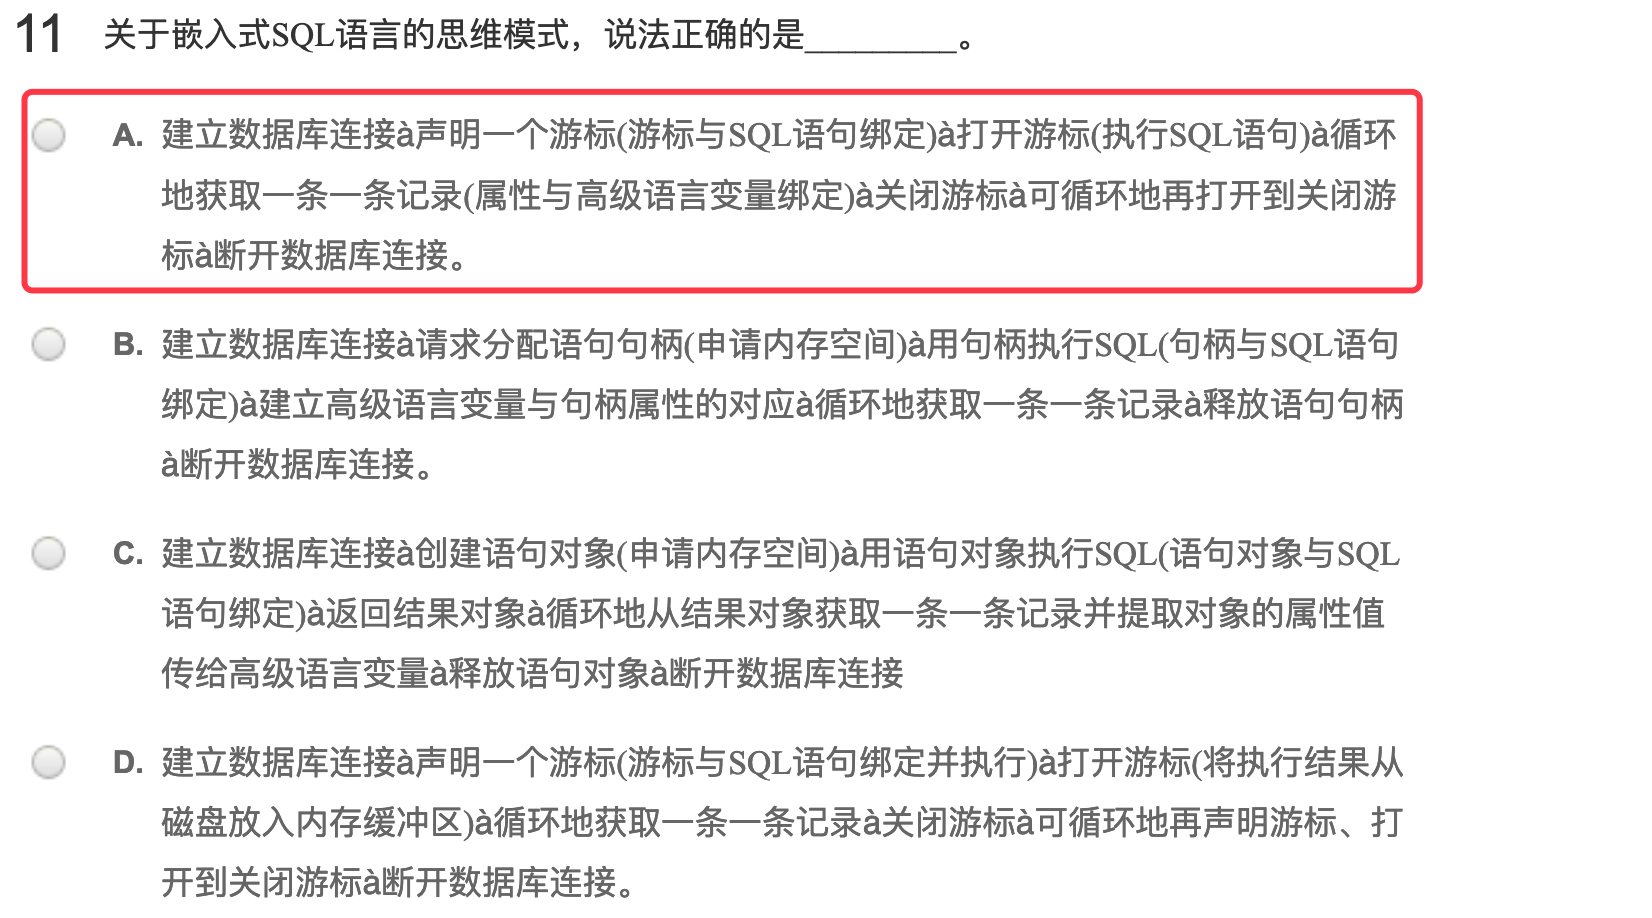 11 关于嵌入式SQL语言的思维模式，说法正确的是_________。
A. 建立数据库连接à声明一个游标(游标与SQL语句绑定)à打开游标(执行SQL语句)à循环
地获取一条一条记录(属性与高级语言变量绑定)à关闭游标à可循环地再打开到关闭游
标à断开数据库连接。
B. 建立数据库连接à请求分配语句句柄(申请内存空间)à用句柄执行SQL(句柄与SQL语句
绑定)à建立高级语言变量与句柄属性的对应à循环地获取一条一条记录à释放语句句柄
à断开数据库连接。
C. 建立数据库连接à创建语句对象(申请内存空间)à用语句对象执行SQL(语句对象与SQL
语句绑定)à返回结果对象à循环地从结果对象获取一条一条记录并提取对象的属性值
传给高级语言变量à释放语句对象à断开数据库连接
D. 建立数据库连接à声明一个游标(游标与SQL语句绑定并执行)à打开游标(将执行结果从
磁盘放入内存缓冲区)à循环地获取一条一条记录à关闭游标à可循环地再声明游标、打
开到关闭游标à断开数据库连接。